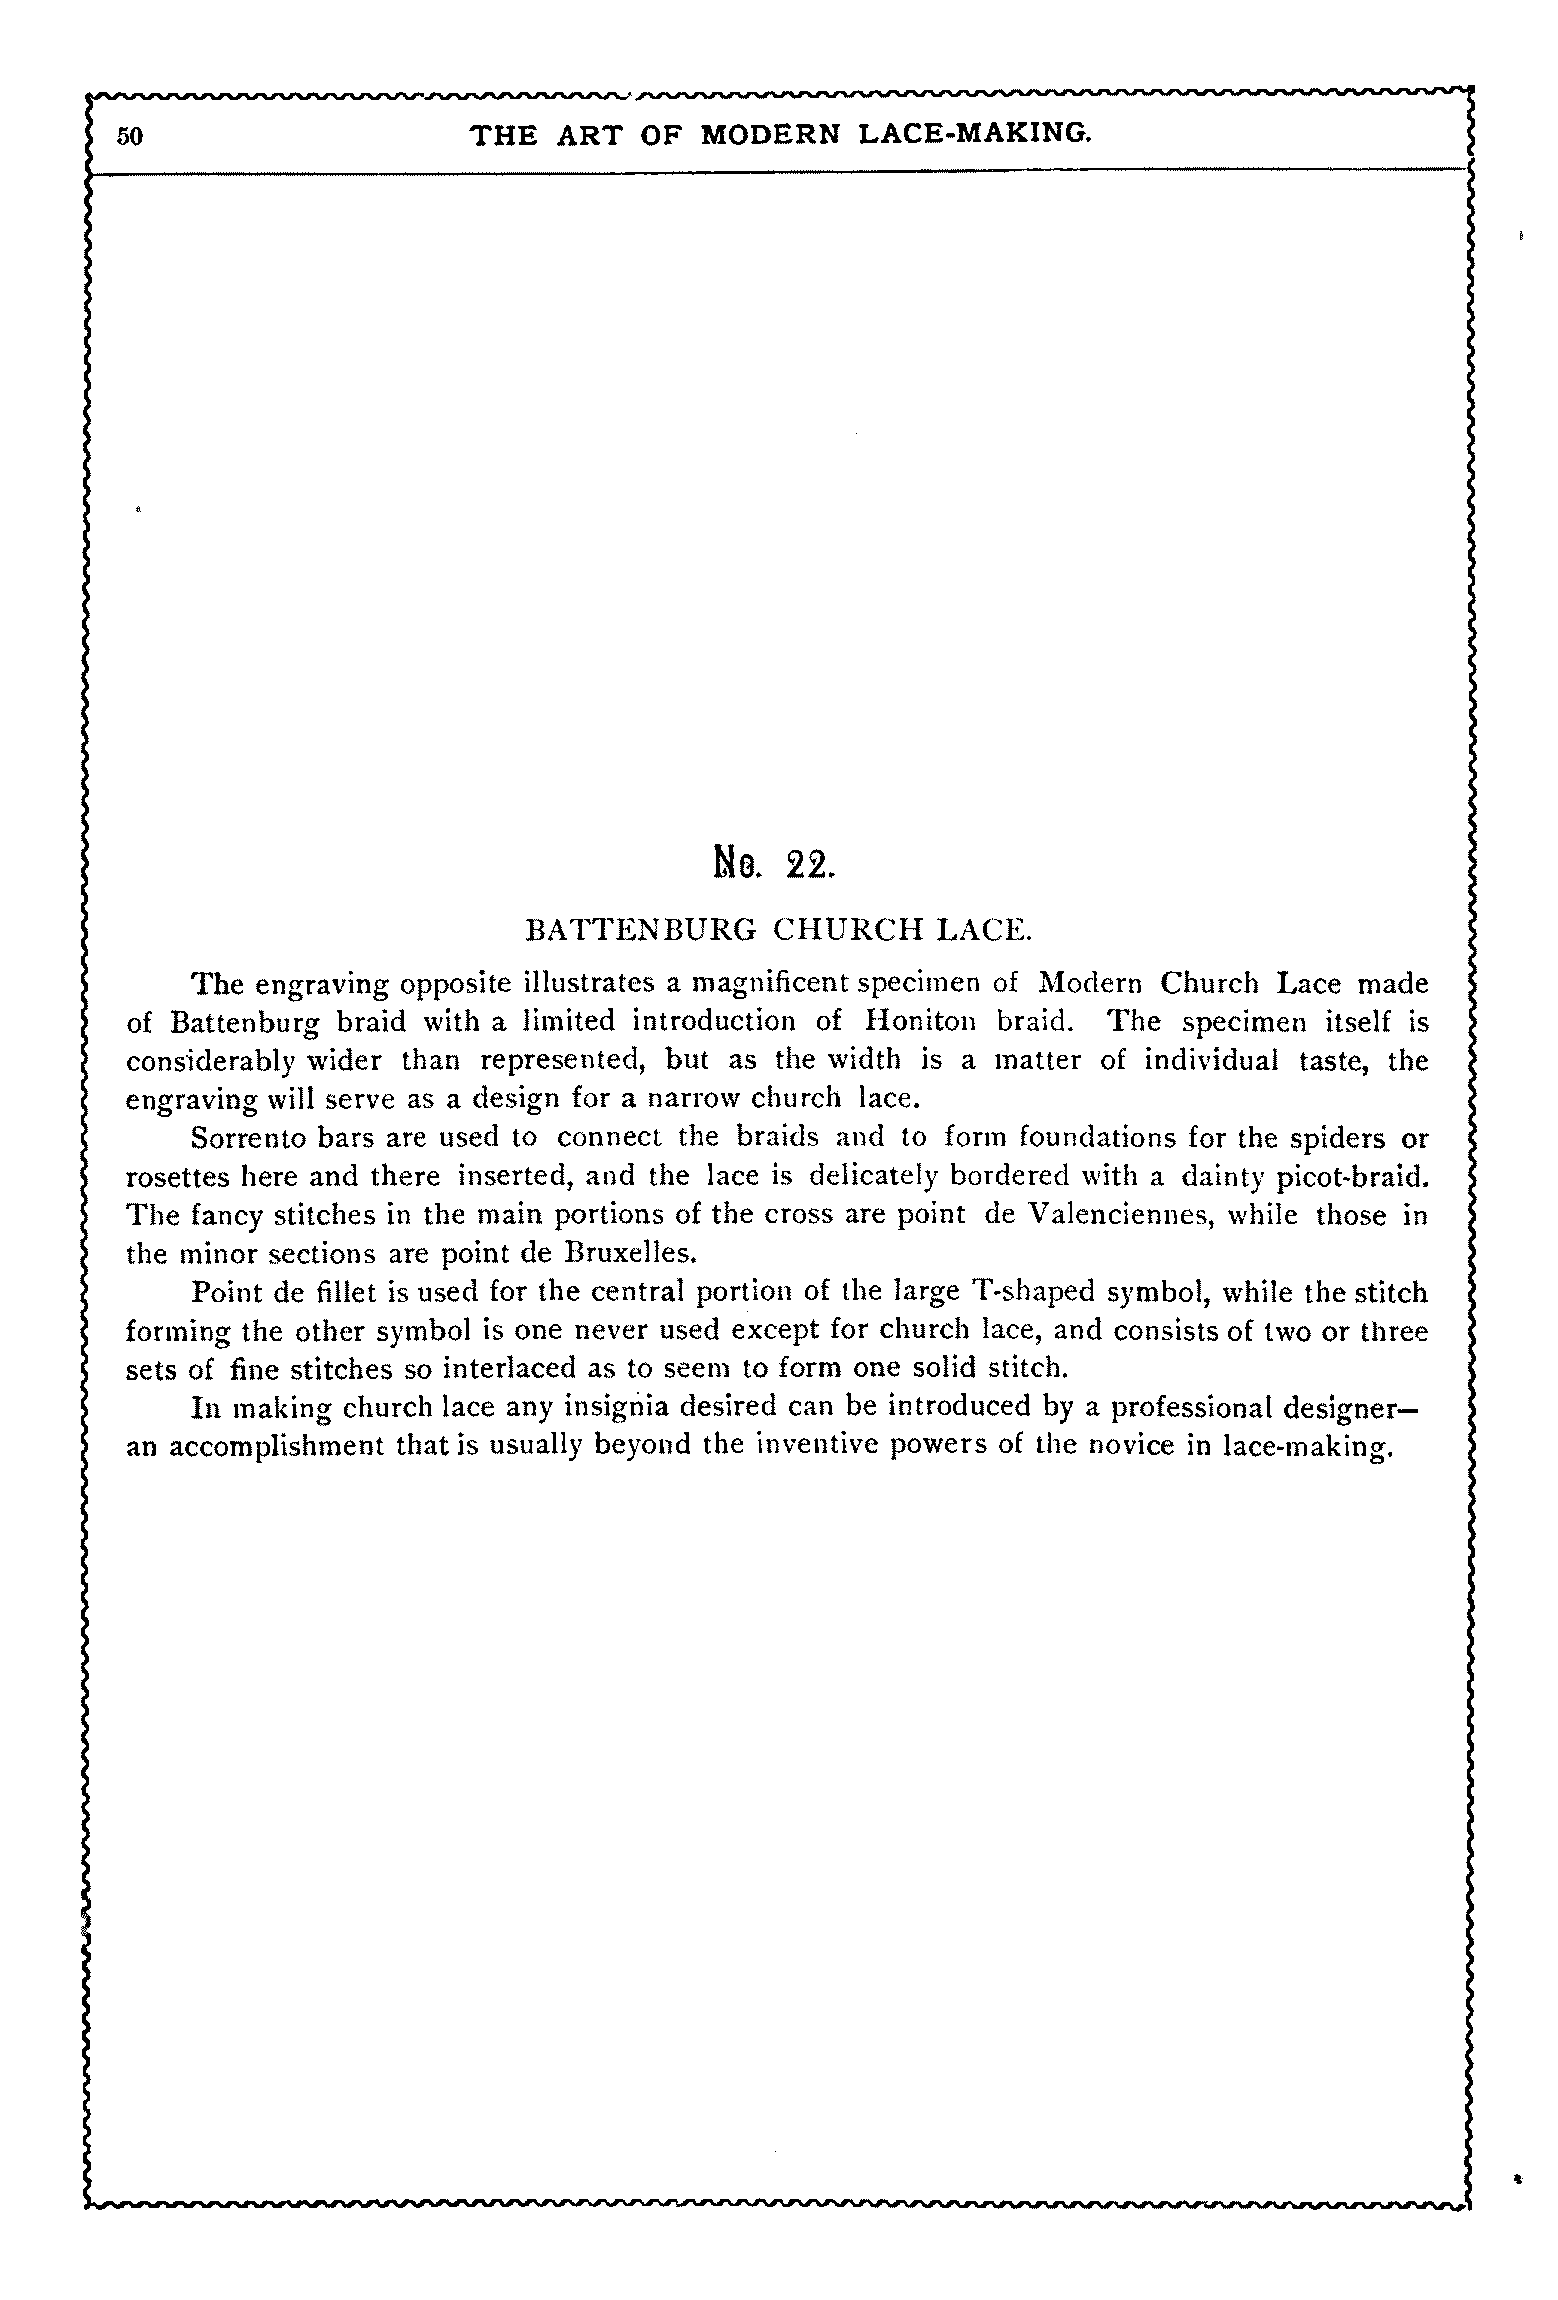 50
THE ART OF MODERN LACE-MAKING.
No. 22.
BATTENBURG CHURCH LACE.
The engraving opposite illustrates a magnificent specimen of Modern Church Lace made
of Battenburg braid with a limited introduction of Honiton braid. The specimen itself is
considerably wider than represented, but as the width is a matter of individual taste, the
engraving will serve as a design for a narrow church lace.
Sorrento bars are used to connect the braids and to form foundations for the spiders or
rosettes here and there inserted, and the lace is delicately bordered with a dainty picot-braid.
The fancy stitches in the main portions of the cross are point de Valenciennes, while those in
the minor sections are point de Bruxelles.
Point de fillet is used for the central portion of the large T-shaped symbol, while the stitch
forming the other symbol is one never used except for church lace, and consists of two or three
sets of fine stitches so interlaced as to seem to form one solid stitch.
In making church lace any insignia desired can be introduced by a professional designer—
an accomplishment that is usually beyond the inventive powers of the novice in lace-making.